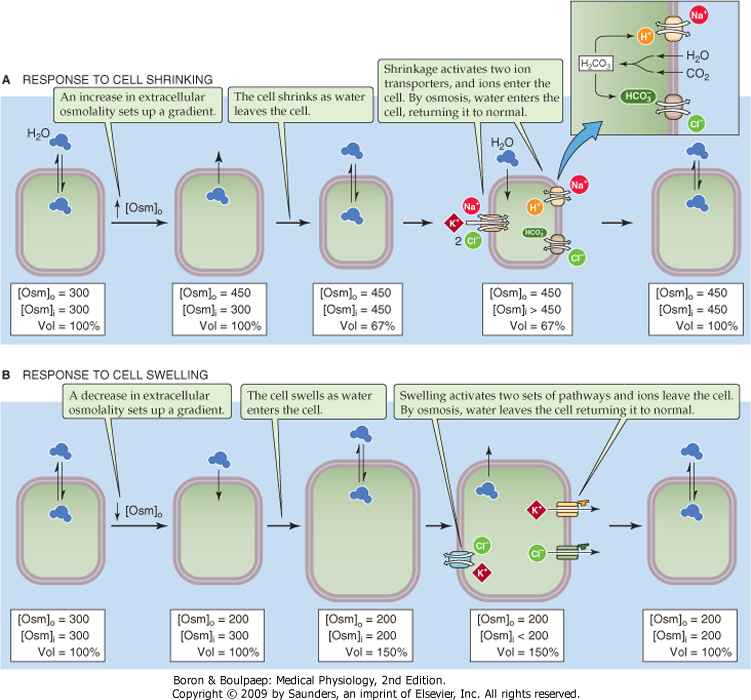 A RESPONSE TO CELL SHRINKING
An increase in extracellular
osmolality sets up a gradient.
The cell shrinks as water
leaves the cell.
Shrinkage activates two ion
transporters, and ions enter the
cell. By osmosis, water enters the
cell, returning it to normal.
H⁺
Na⁺
H₂CO₃
H₂O
CO₂
HCO₃⁻
Cl⁻
H₂O
↑ [Osm]ₒ
H₂O
Na⁺
K⁺
2 Cl⁻
H⁺
Na⁺
HCO₃⁻
Cl⁻
[Osm]ₒ = 300
[Osm]ᵢ = 300
Vol = 100%
[Osm]ₒ = 450
[Osm]ᵢ = 300
Vol = 100%
[Osm]ₒ = 450
[Osm]ᵢ = 450
Vol = 67%
[Osm]ₒ = 450
[Osm]ᵢ > 450
Vol = 67%
[Osm]ₒ = 450
[Osm]ᵢ = 450
Vol = 100%
B RESPONSE TO CELL SWELLING
A decrease in extracellular
osmolality sets up a gradient.
The cell swells as water
enters the cell.
Swelling activates two sets of pathways and ions leave the cell.
By osmosis, water leaves the cell returning it to normal.
↓ [Osm]ₒ
K⁺
Cl⁻
Cl⁻
K⁺
[Osm]ₒ = 300
[Osm]ᵢ = 300
Vol = 100%
[Osm]ₒ = 200
[Osm]ᵢ = 300
Vol = 100%
[Osm]ₒ = 200
[Osm]ᵢ = 200
Vol = 150%
[Osm]ₒ = 200
[Osm]ᵢ < 200
Vol = 150%
[Osm]ₒ = 200
[Osm]ᵢ = 200
Vol = 100%
Boron & Boulpaep: Medical Physiology, 2nd Edition.
Copyright © 2009 by Saunders, an imprint of Elsevier, Inc. All rights reserved.